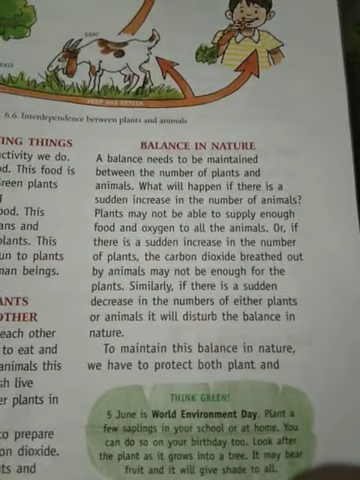 GOAT
GRASS
FOOD AND OXYGEN
6.6 Interdependence between plants and animals
ING THINGS
activity we do.
d. This food is
Green plants
g
ood. This
ans and
plants. This
un to plants
man beings.
ANTS
OTHER
each other
to eat and
animals this
sh live
er plants in
to prepare
on dioxide.
ts and
BALANCE IN NATURE
A balance needs to be maintained
between the number of plants and
animals. What will happen if there is a
sudden increase in the number of animals?
Plants may not be able to supply enough
food and oxygen to all the animals. Or, if
there is a sudden increase in the number
of plants, the carbon dioxide breathed out
by animals may not be enough for the
plants. Similarly, if there is a sudden
decrease in the numbers of either plants
or animals it will disturb the balance in
nature.
To maintain this balance in nature,
we have to protect both plant and
THINK GREEN!
5 June is World Environment Day. Plant a
few saplings in your school or at home. You
can do so on your birthday too. Look after
the plant as it grows into a tree. It may bear
fruit and it will give shade to all.